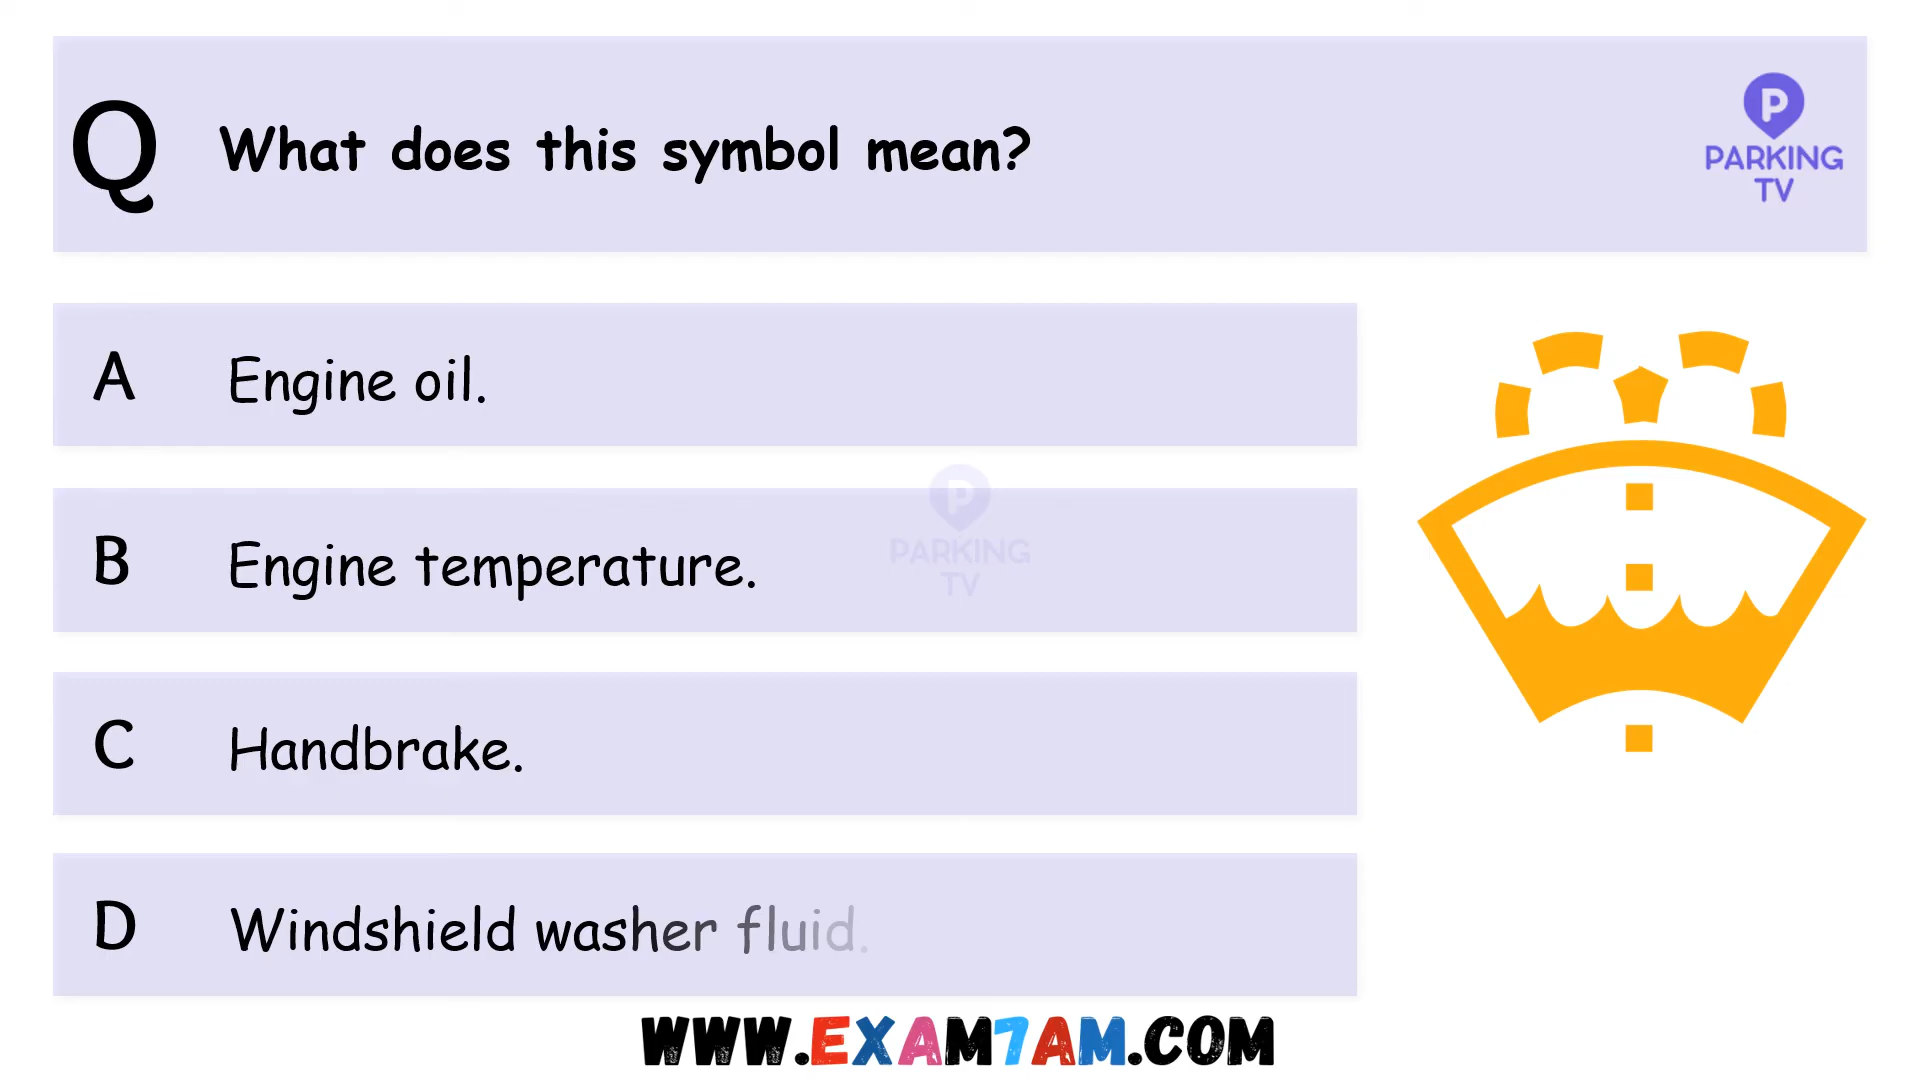 Q What does this symbol mean?
P
PARKING
TV
A Engine oil.
B Engine temperature.
P
PARKING
TV
C Handbrake.
D Windshield washer fluid.
WWW.EXAM7AM.COM